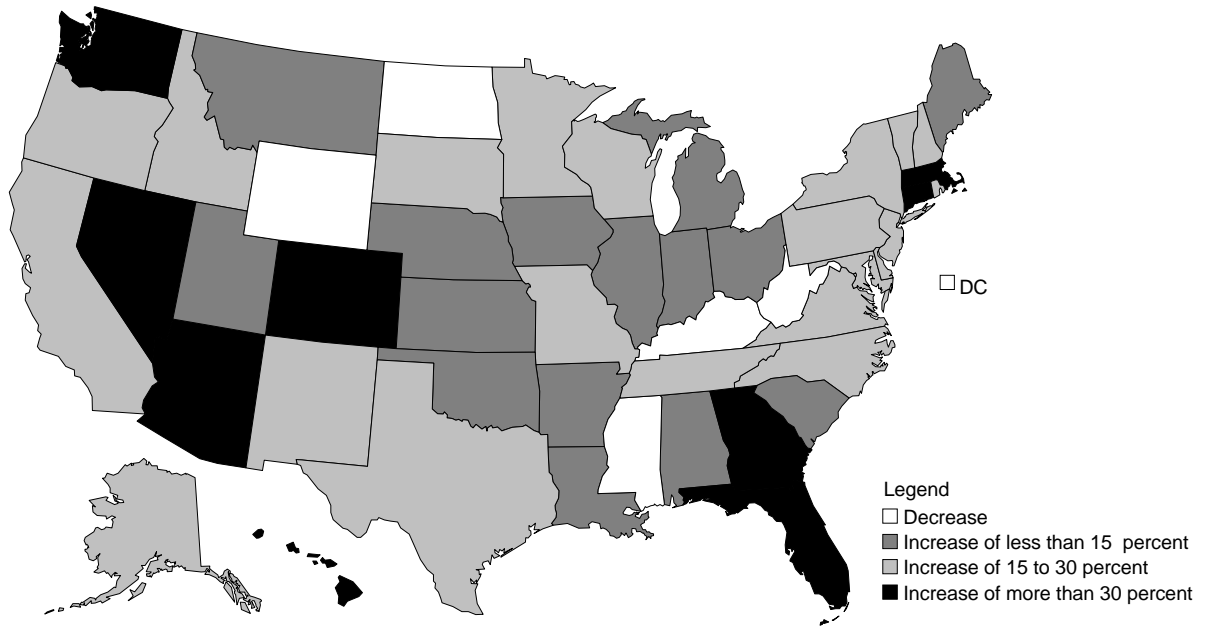 DC
Legend
Decrease
Increase of less than 15 percent
Increase of 15 to 30 percent
Increase of more than 30 percent